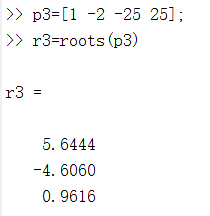 >> p3=[1 -2 -25 25];
>> r3=roots(p3)
r3 =
5.6444
-4.6060
0.9616